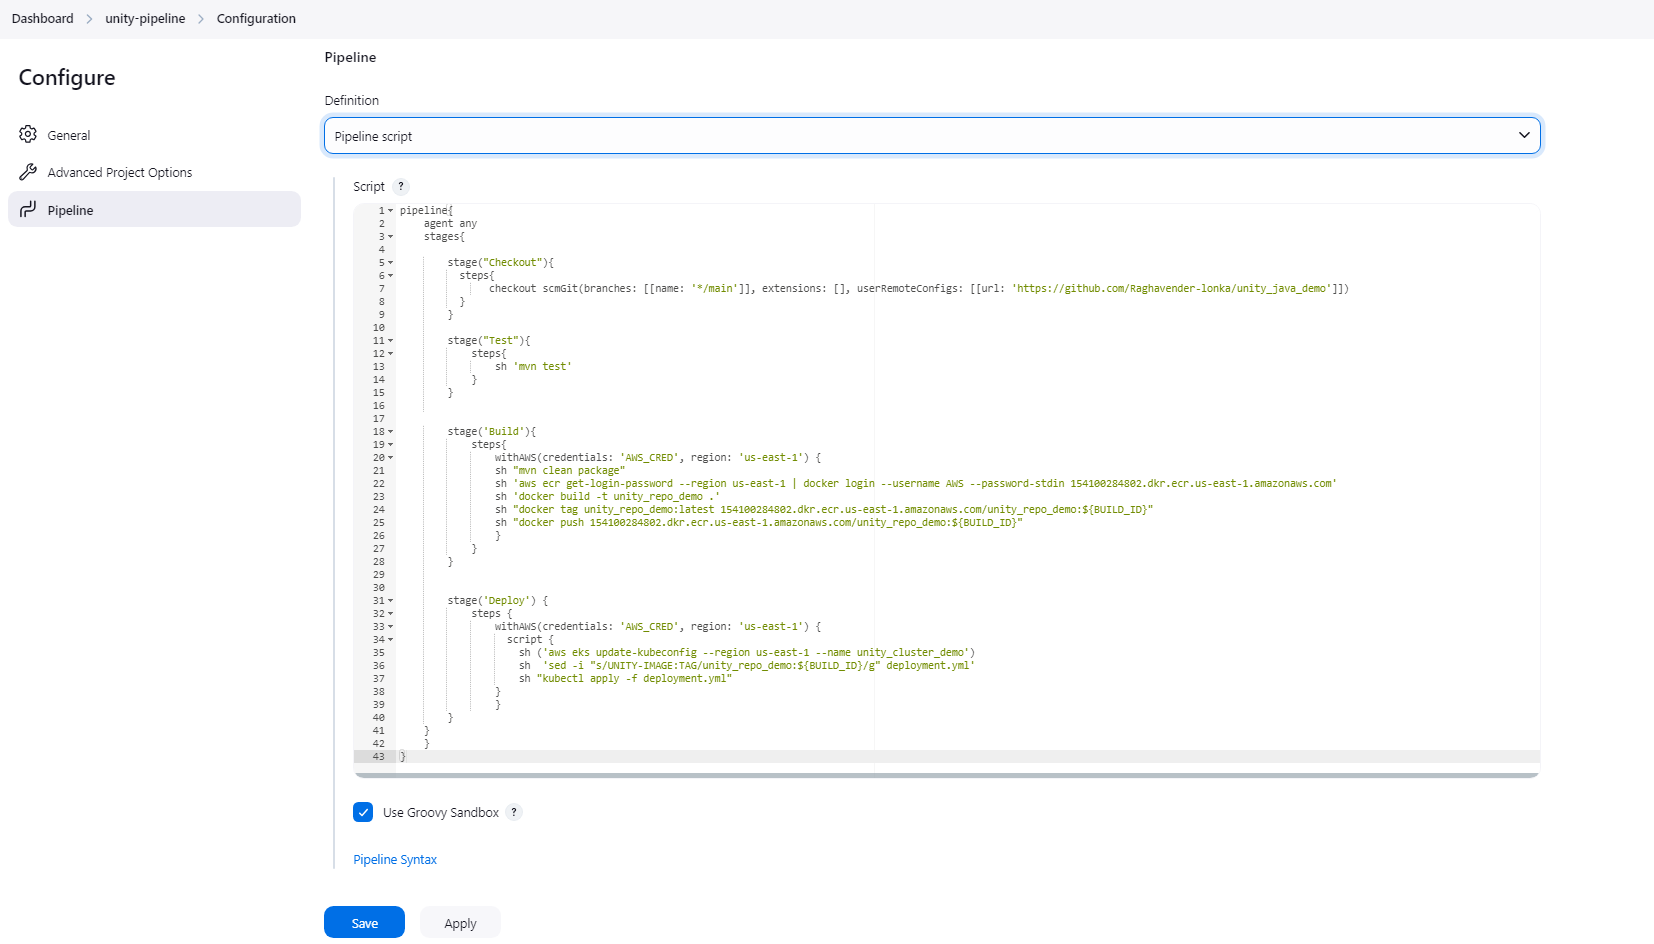 Dashboard > unity-pipeline > Configuration
Configure
General
Advanced Project Options
Pipeline
Pipeline
Definition
Pipeline script
Script ?
1 pipeline{
2 agent any
3 stages{
4
5 stage("Checkout"){
6 steps{
7 checkout scmGit(branches: [[name: '*/main']], extensions: [], userRemoteConfigs: [[url: 'https://github.com/Raghavender-lonka/unity_java_demo']])
8 }
9 }
10
11 stage("Test"){
12 steps{
13 sh 'mvn test'
14 }
15 }
16
17
18 stage('Build'){
19 steps{
20 withAWS(credentials: 'AWS_CRED', region: 'us-east-1') {
21 sh "mvn clean package"
22 sh 'aws ecr get-login-password --region us-east-1 | docker login --username AWS --password-stdin 154100284802.dkr.ecr.us-east-1.amazonaws.com'
23 sh 'docker build -t unity_repo_demo .'
24 sh "docker tag unity_repo_demo:latest 154100284802.dkr.ecr.us-east-1.amazonaws.com/unity_repo_demo:${BUILD_ID}"
25 sh "docker push 154100284802.dkr.ecr.us-east-1.amazonaws.com/unity_repo_demo:${BUILD_ID}"
26 }
27 }
28 }
29
30
31 stage('Deploy') {
32 steps {
33 withAWS(credentials: 'AWS_CRED', region: 'us-east-1') {
34 script {
35 sh ('aws eks update-kubeconfig --region us-east-1 --name unity_cluster_demo')
36 sh 'sed -i "s/UNITY-IMAGE:TAG/unity_repo_demo:${BUILD_ID}/g" deployment.yml'
37 sh "kubectl apply -f deployment.yml"
38 }
39 }
40 }
41 }
42 }
43 }
Use Groovy Sandbox ?
Pipeline Syntax
Save
Apply